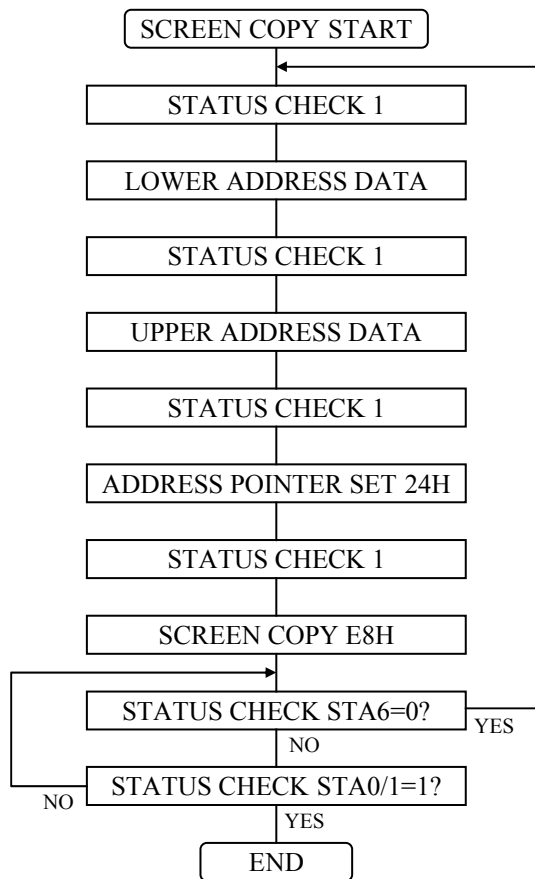 SCREEN COPY START
STATUS CHECK 1
LOWER ADDRESS DATA
STATUS CHECK 1
UPPER ADDRESS DATA
STATUS CHECK 1
ADDRESS POINTER SET 24H
STATUS CHECK 1
SCREEN COPY E8H
STATUS CHECK STA6=0?
YES
NO
STATUS CHECK STA0/1=1?
NO
YES
END